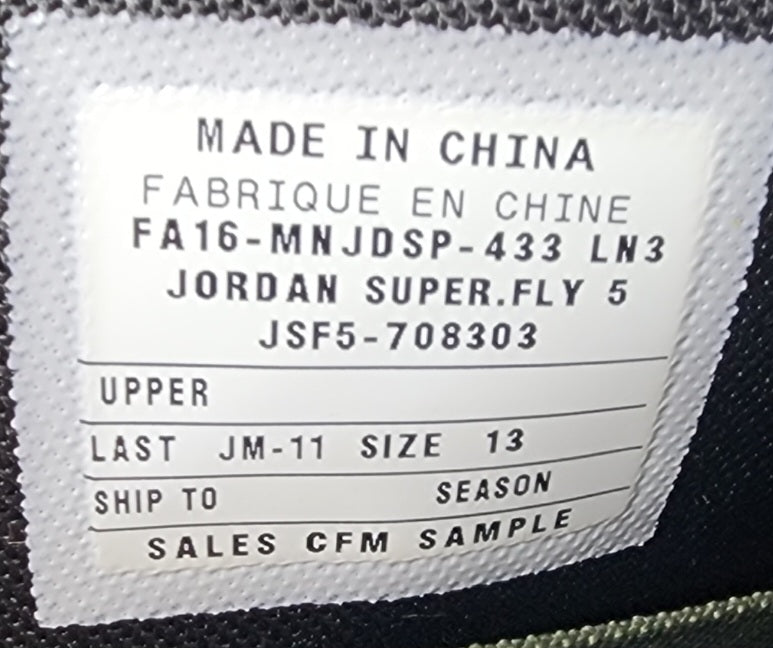 MADE IN CHINA
FABRIQUE EN CHINE
FA16-MNJDSP-433 LN3
JORDAN SUPER.FLY 5
JSF5-708303
UPPER
LAST JM-11 SIZE 13
SHIP TO SEASON
SALES CFM SAMPLE